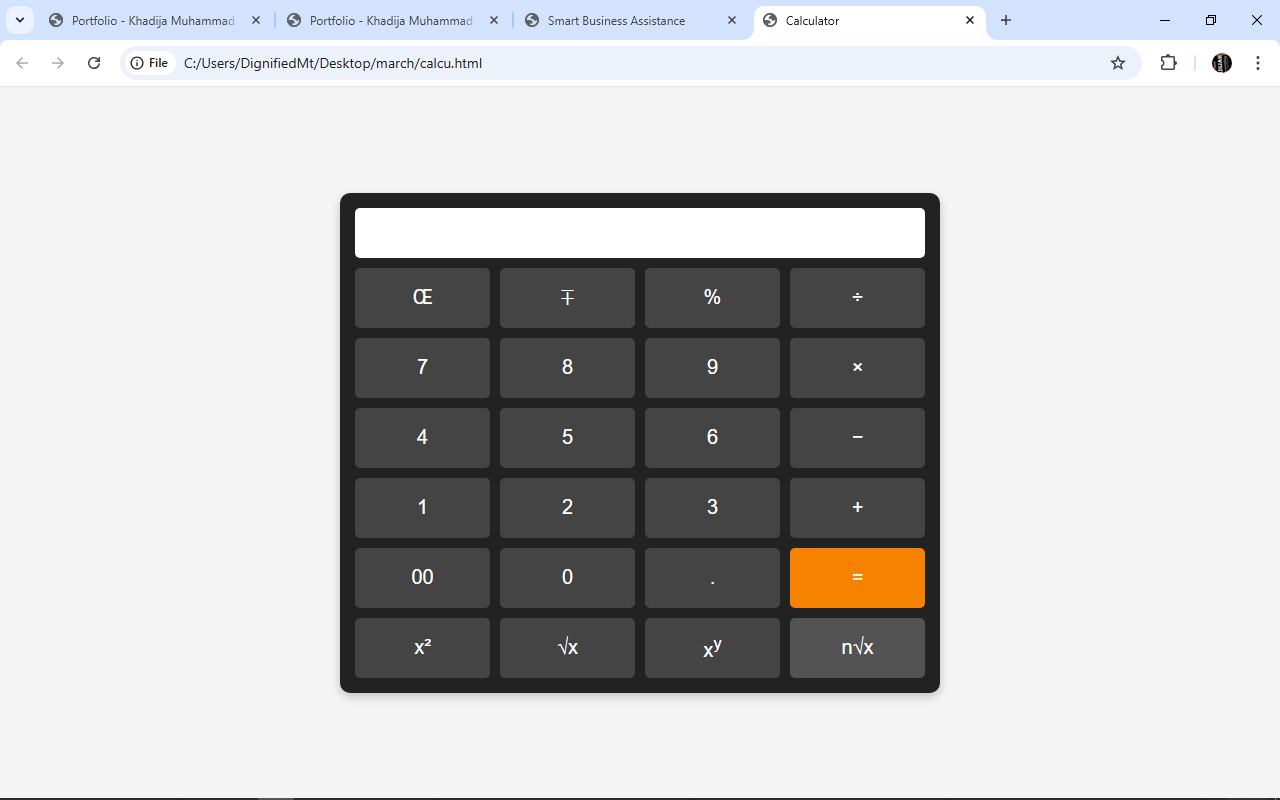 Portfolio - Khadija Muhammad
Portfolio - Khadija Muhammad
Smart Business Assistance
Calculator
File
C:/Users/DignifiedMt/Desktop/march/calcu.html
Œ ∓ % ÷
7 8 9 ×
4 5 6 −
1 2 3 +
00 0 . =
x² √x xʸ n√x